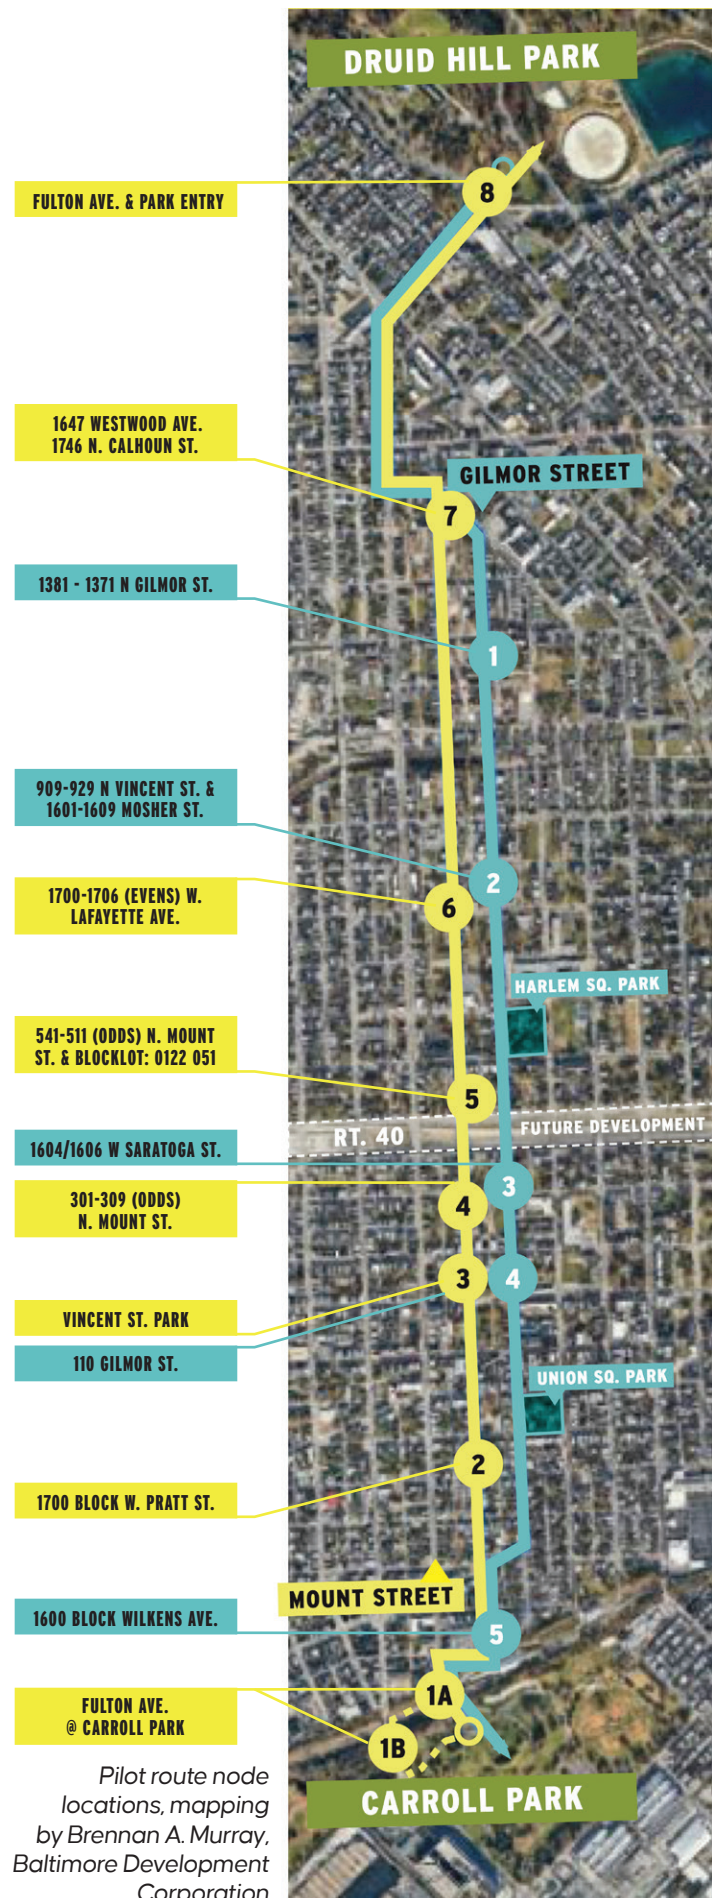 DRUID HILL PARK
8
FULTON AVE. & PARK ENTRY
1647 WESTWOOD AVE.
1746 N. CALHOUN ST.
GILMOR STREET
7
1381 - 1371 N GILMOR ST.
1
909-929 N VINCENT ST. &
1601-1609 MOSHER ST.
2
1700-1706 (EVENS) W.
LAFAYETTE AVE.
6
HARLEM SQ. PARK
541-511 (ODDS) N. MOUNT
ST. & BLOCKLOT: 0122 051
5
RT. 40
FUTURE DEVELOPMENT
1604/1606 W SARATOGA ST.
3
301-309 (ODDS)
N. MOUNT ST.
4
3
4
VINCENT ST. PARK
110 GILMOR ST.
UNION SQ. PARK
2
1700 BLOCK W. PRATT ST.
MOUNT STREET
1600 BLOCK WILKENS AVE.
5
1A
FULTON AVE.
@ CARROLL PARK
1B
CARROLL PARK
Pilot route node
locations, mapping
by Brennan A. Murray,
Baltimore Development
Corporation